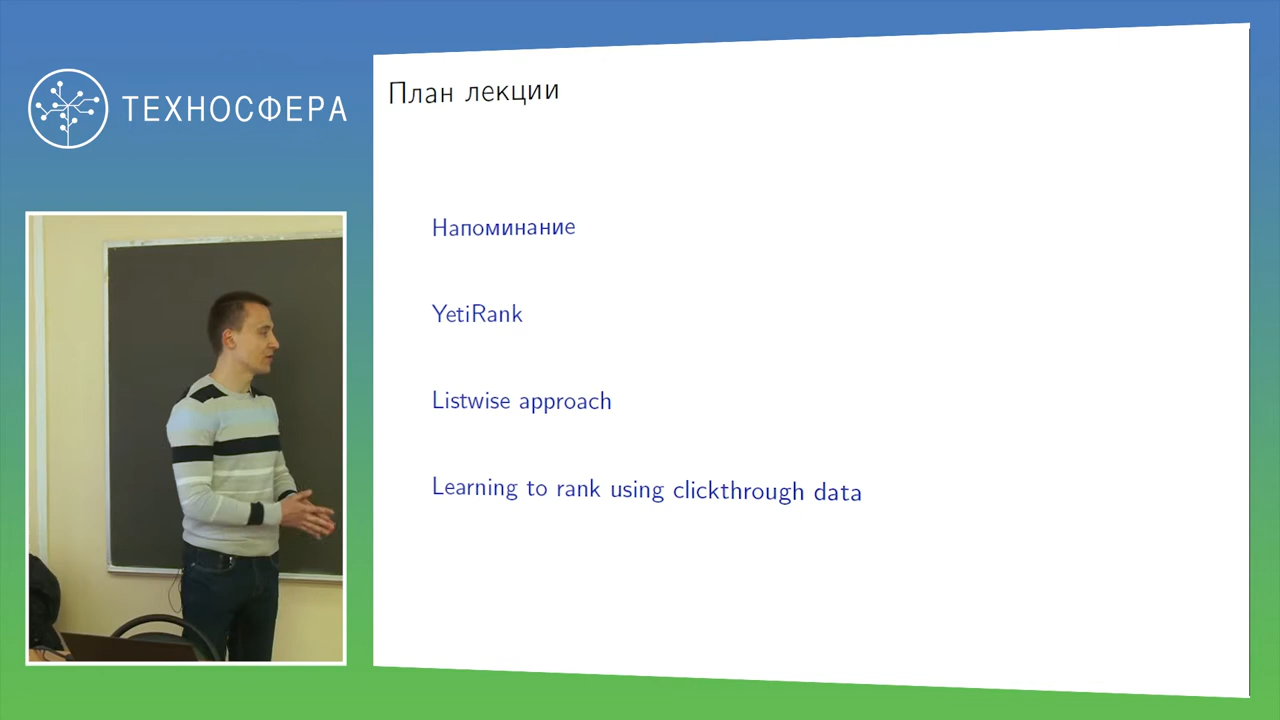 ТЕХНОСФЕРА
План лекции
Напоминание
YetiRank
Listwise approach
Learning to rank using clickthrough data